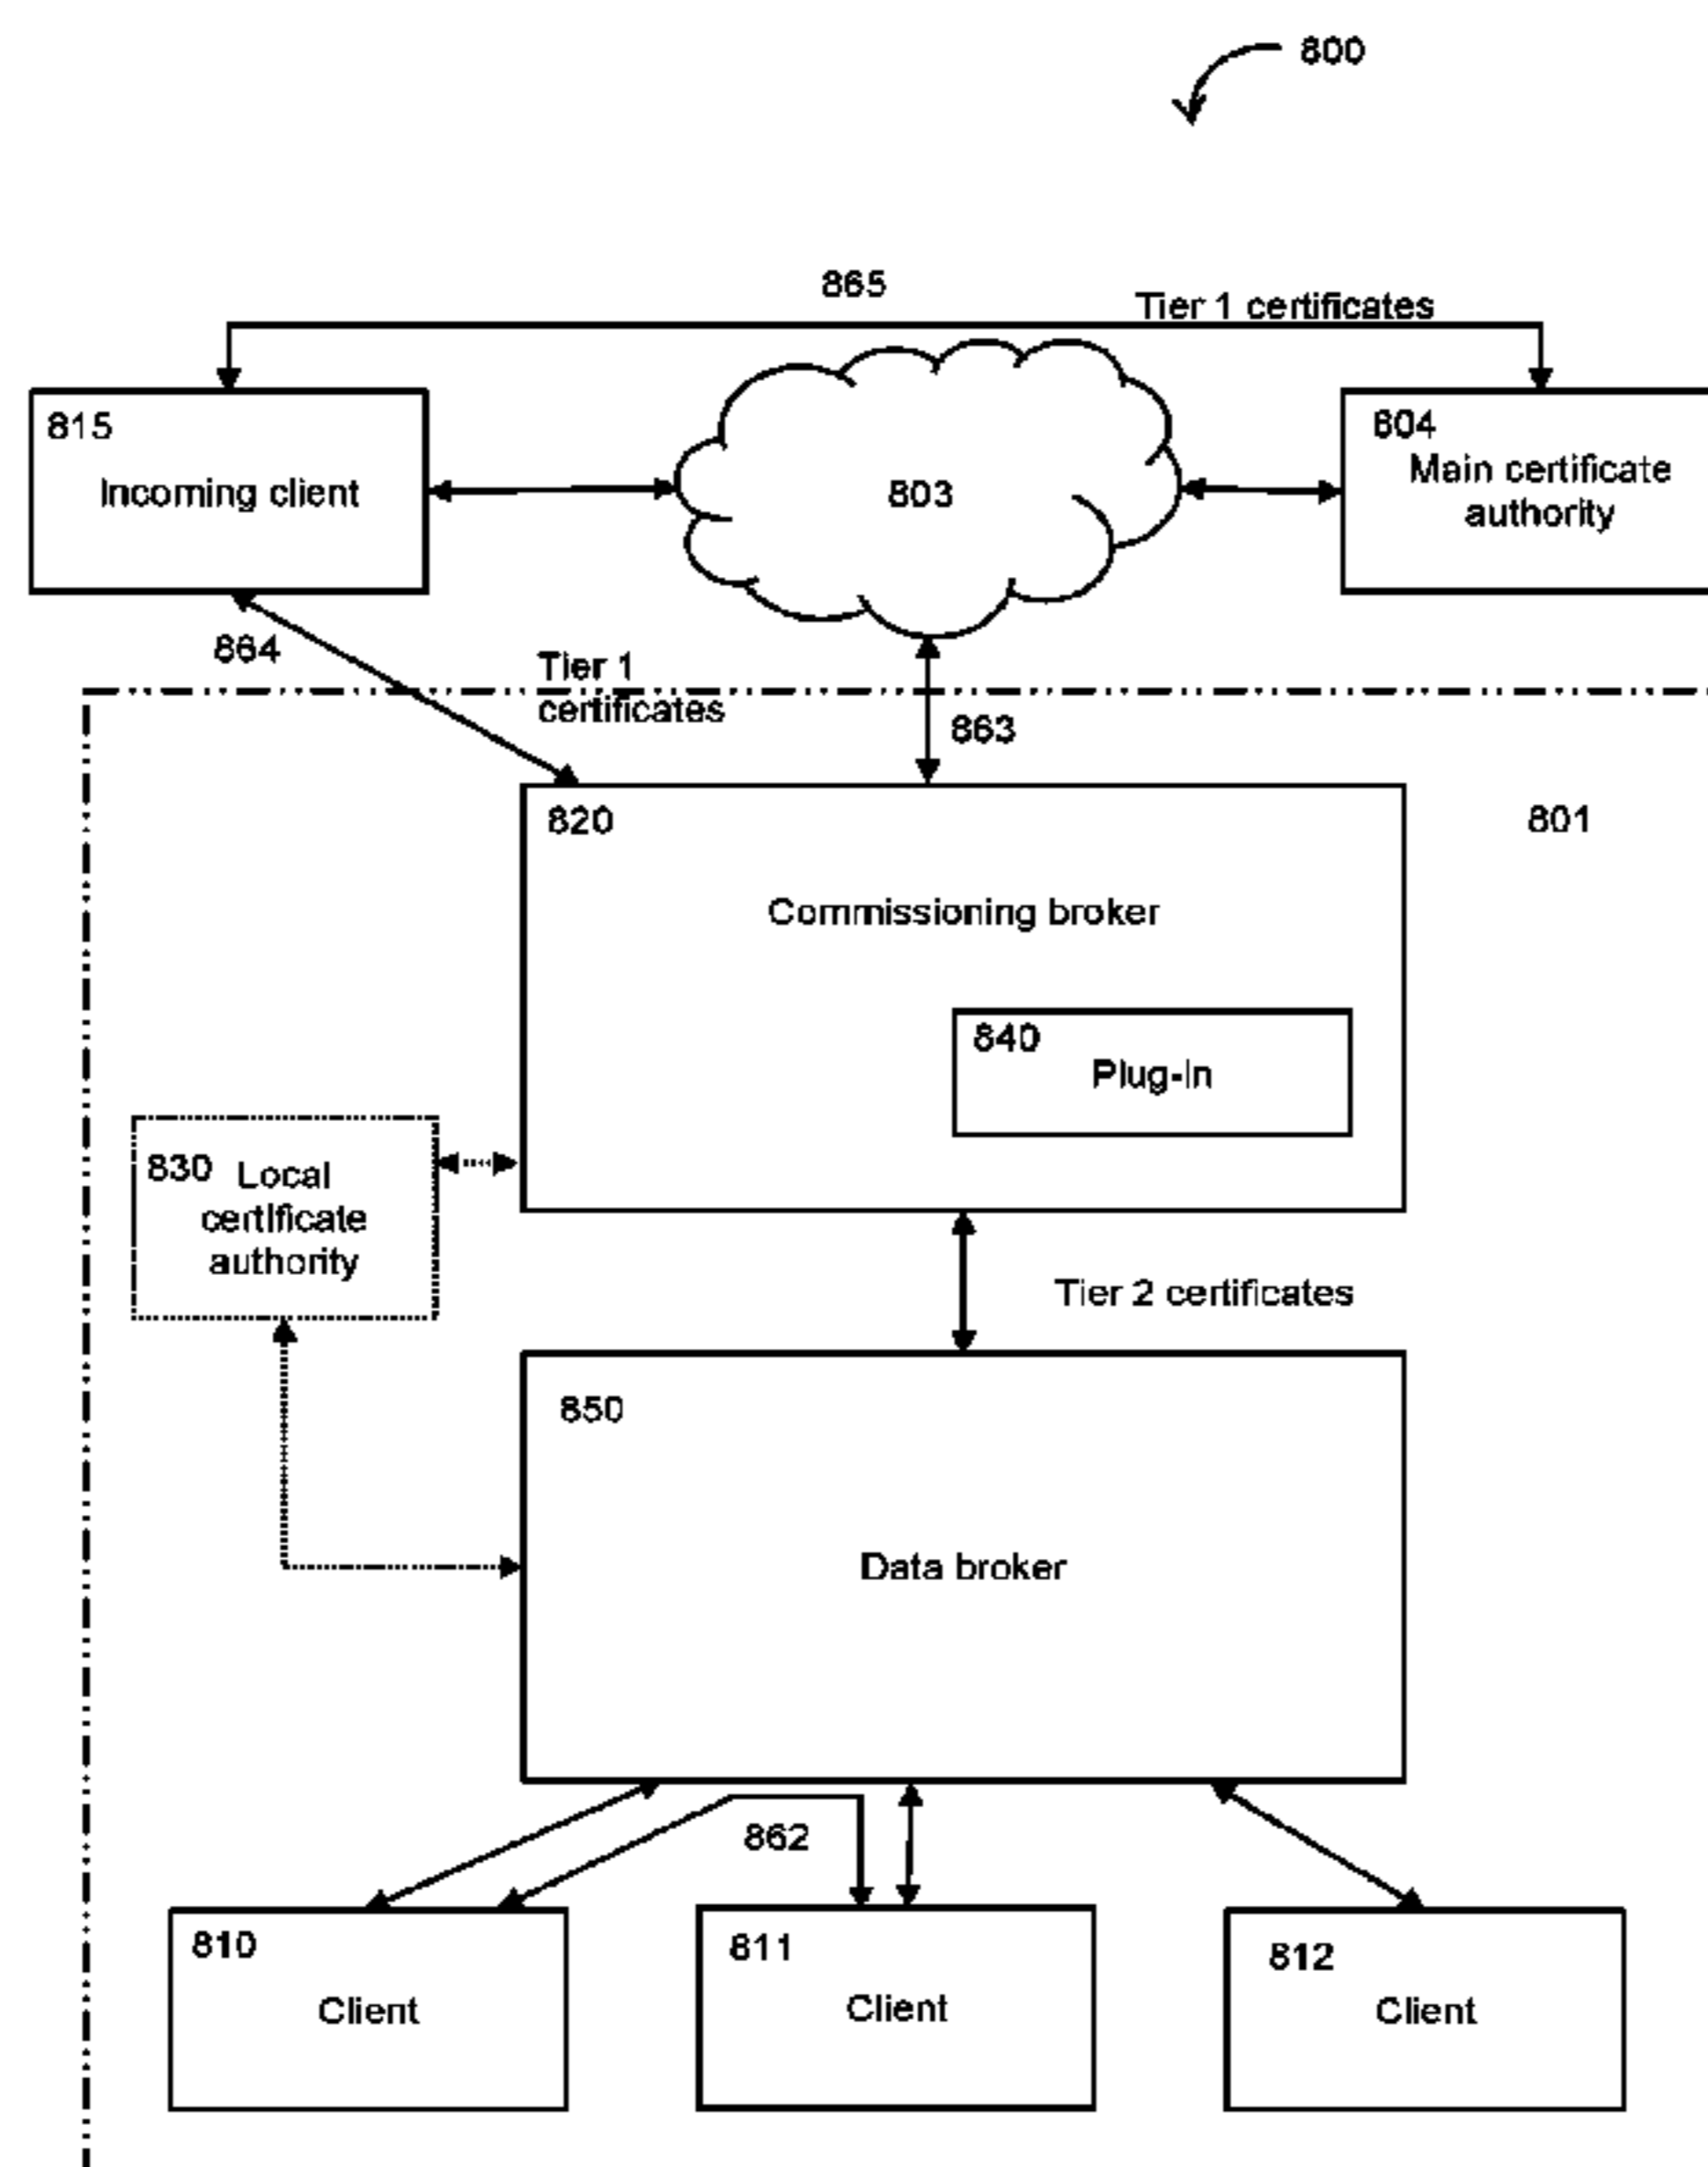 800
865
Tier 1 certificates
815
Incoming client
803
804
Main certificate
authority
864
Tier 1
certificates
863
801
820
Commissioning broker
840
Plug-In
830 Local
certificate
authority
Tier 2 certificates
850
Data broker
862
810
Client
811
Client
812
Client